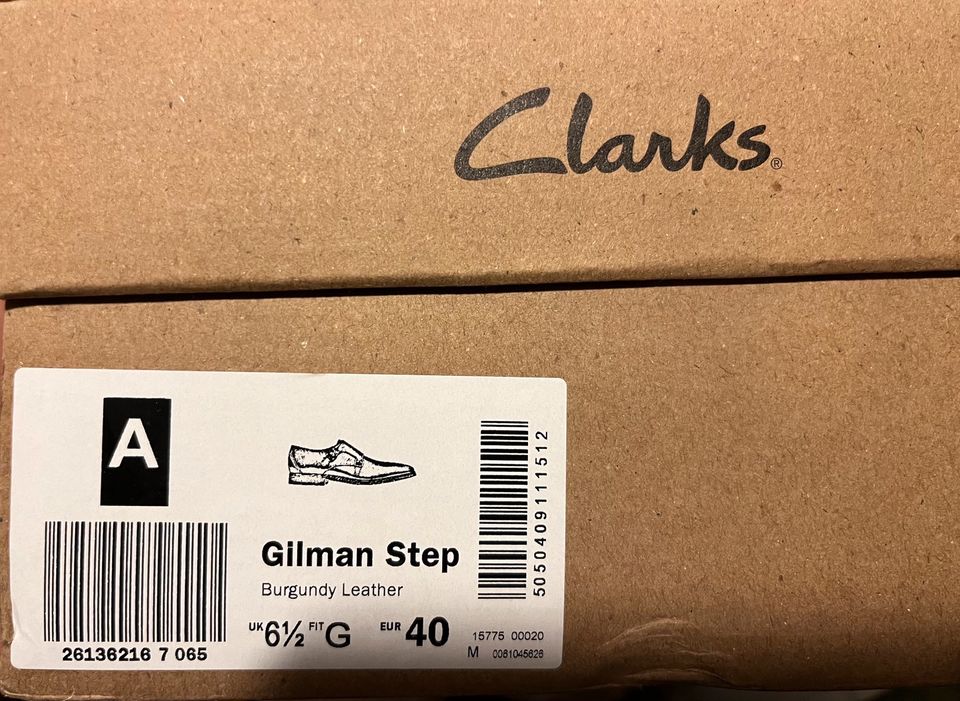 Clarks®
A
Gilman Step
Burgundy Leather
UK 6½ FIT G EUR 40
26136216 7 065
5050409111512
15775 00020
M 0081045626